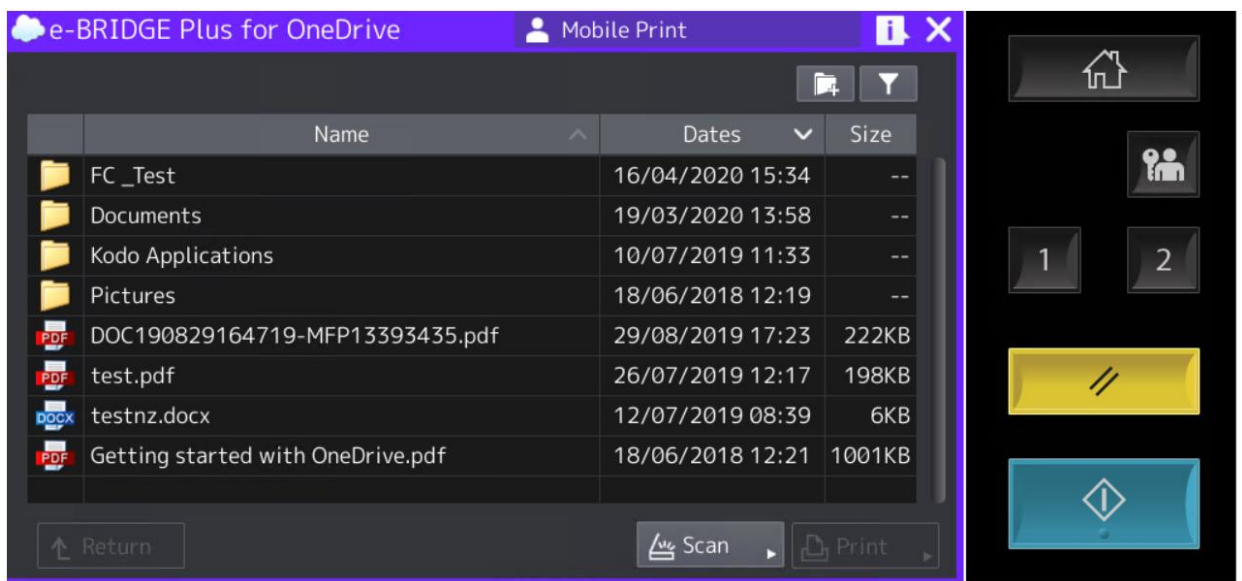 e-BRIDGE Plus for OneDrive Mobile Print i
Name Dates Size
FC _Test 16/04/2020 15:34 --
Documents 19/03/2020 13:58 --
Kodo Applications 10/07/2019 11:33 --
Pictures 18/06/2018 12:19 --
PDF DOC190829164719-MFP13393435.pdf 29/08/2019 17:23 222KB
PDF test.pdf 26/07/2019 12:17 198KB
DOCX testnz.docx 12/07/2019 08:39 6KB
PDF Getting started with OneDrive.pdf 18/06/2018 12:21 1001KB
Return Scan Print
1 2